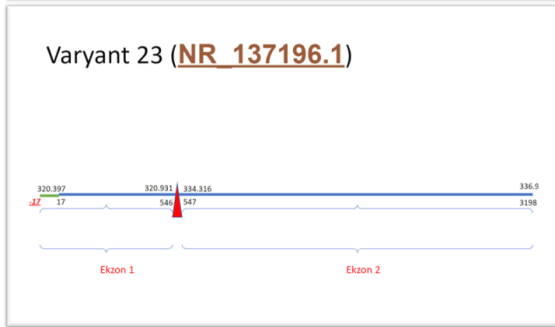 Varyant 23 (NR_137196.1)
320.397 320.931 334.316 336.9
-17 17 546 547 3198
Ekzon 1 Ekzon 2